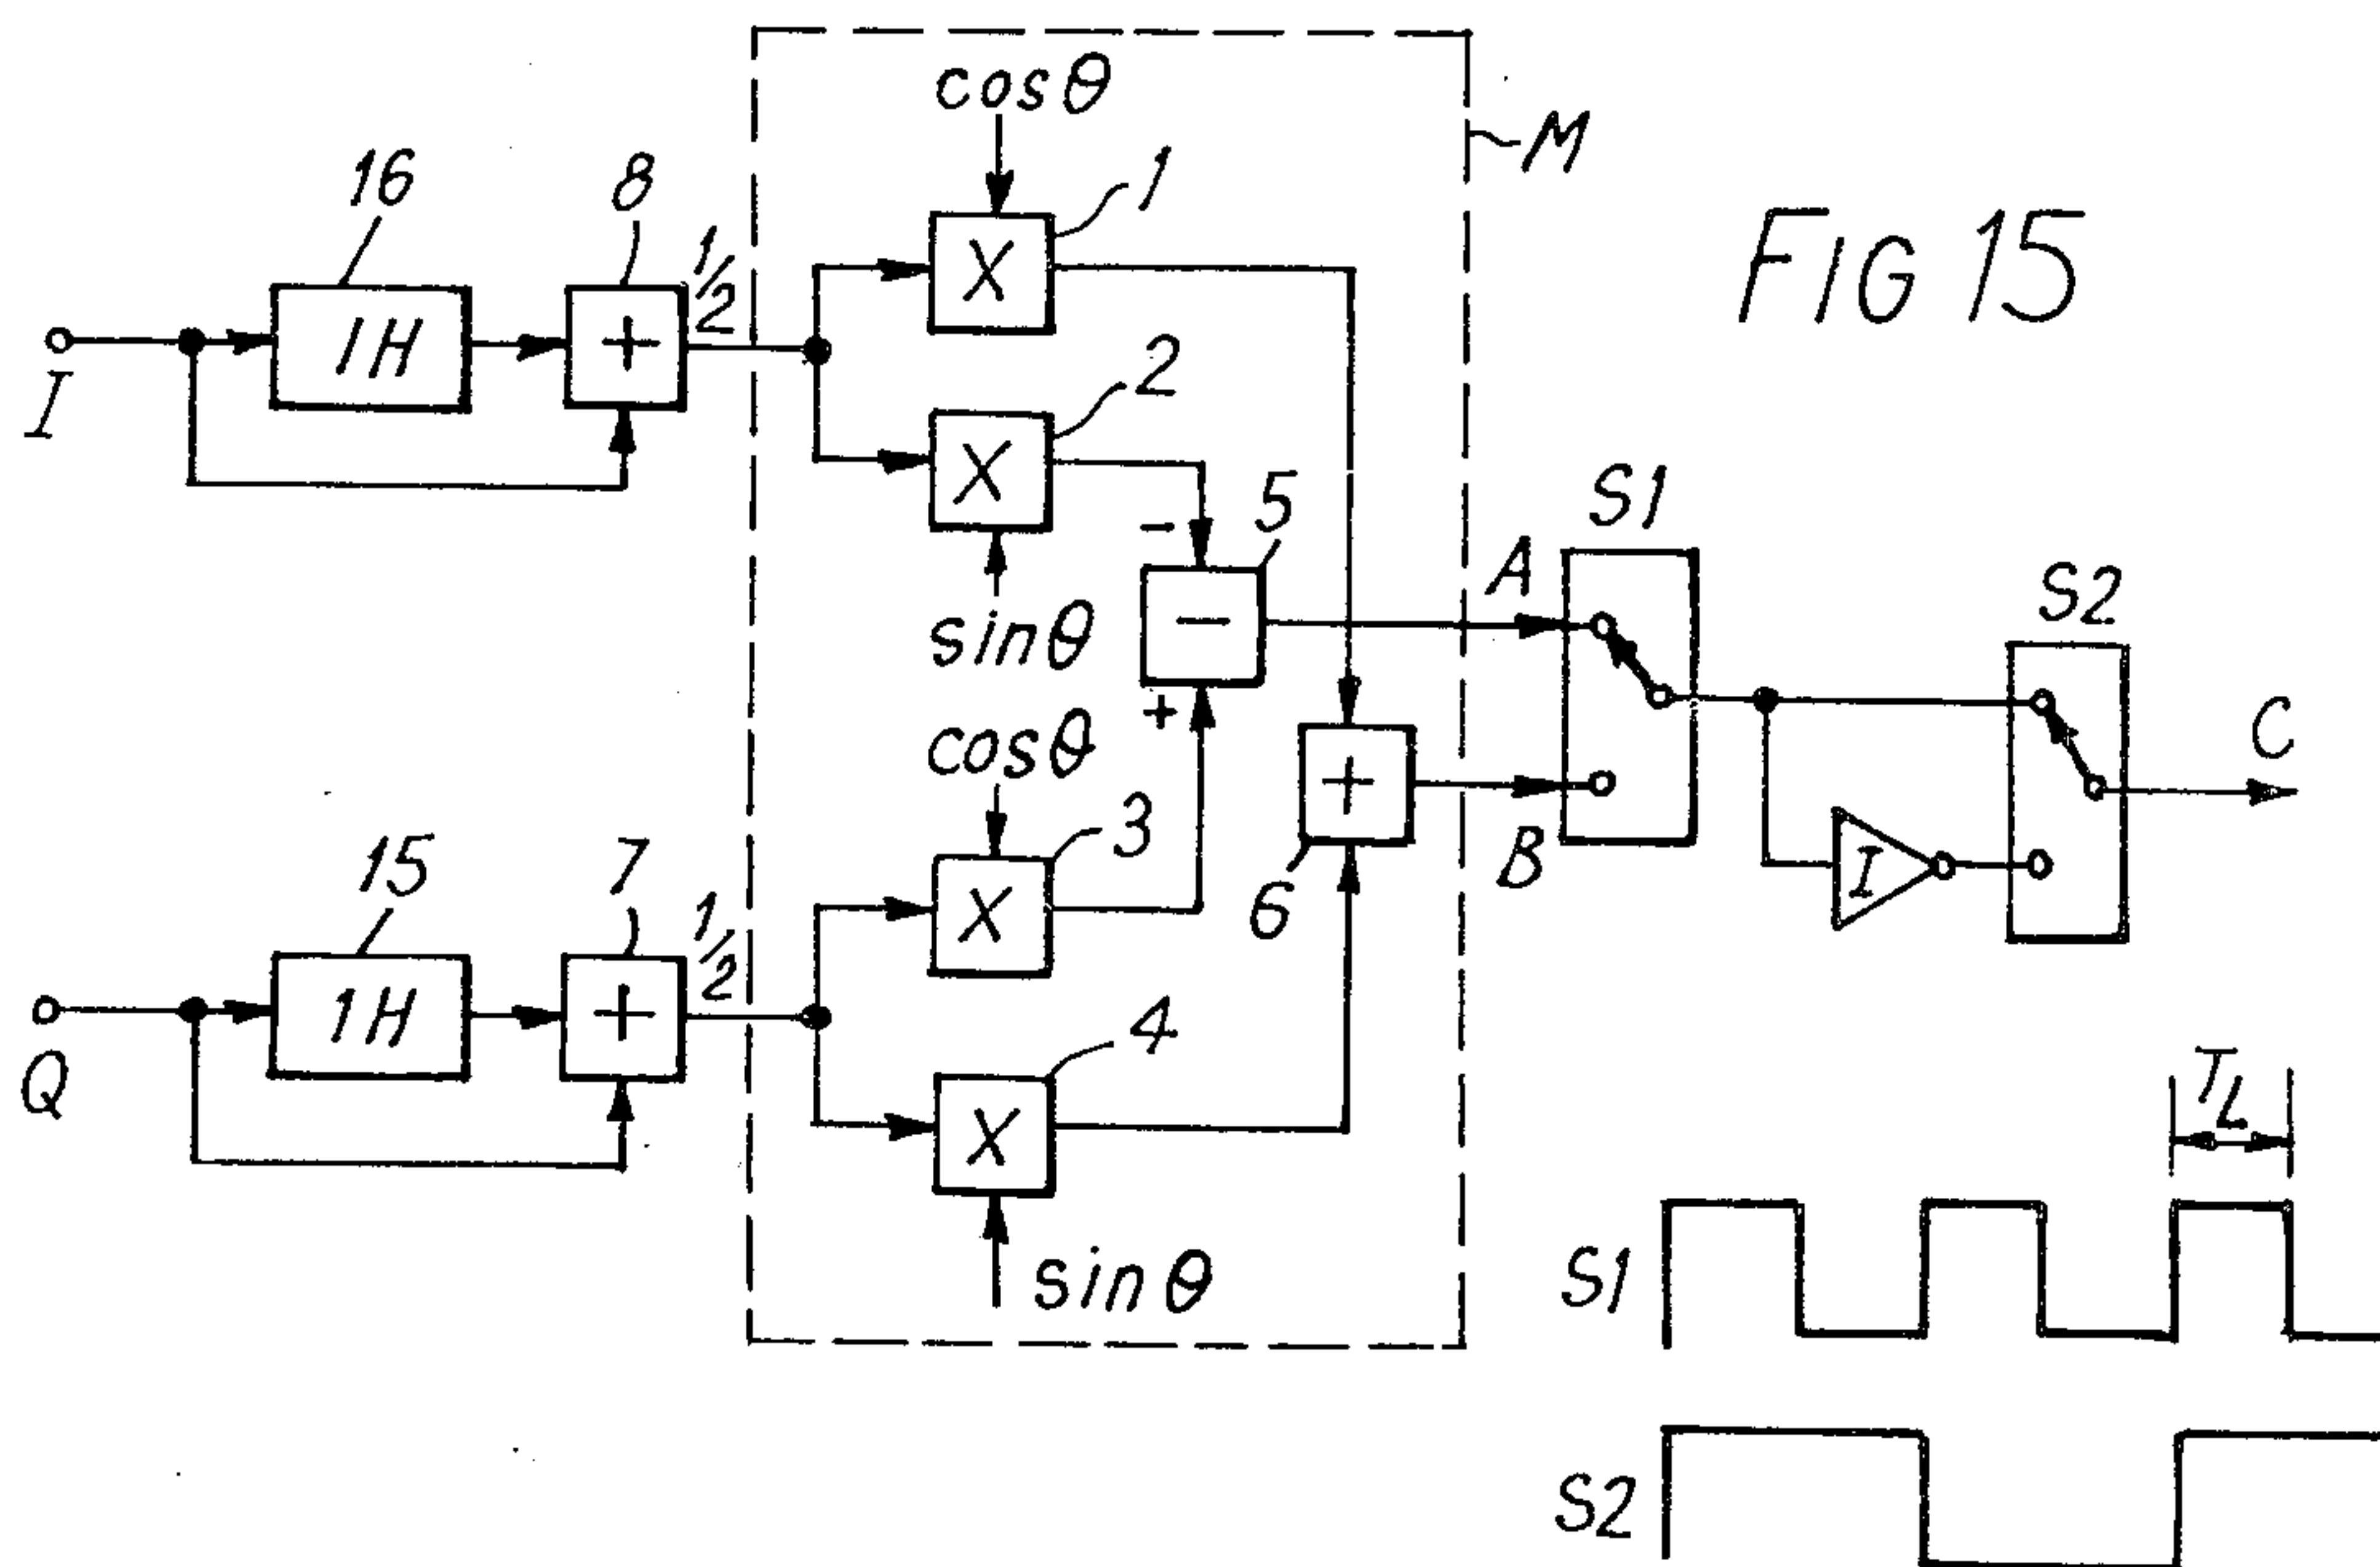 cos θ
M
16
8
1/2
1
X
FIG 15
I
1H
+
2
X
sin θ
-
5
-
+
A
S1
S2
cos θ
3
X
6
+
B
I
C
15
7
1/2
Q
1H
+
4
X
sin θ
TL
S1
S2